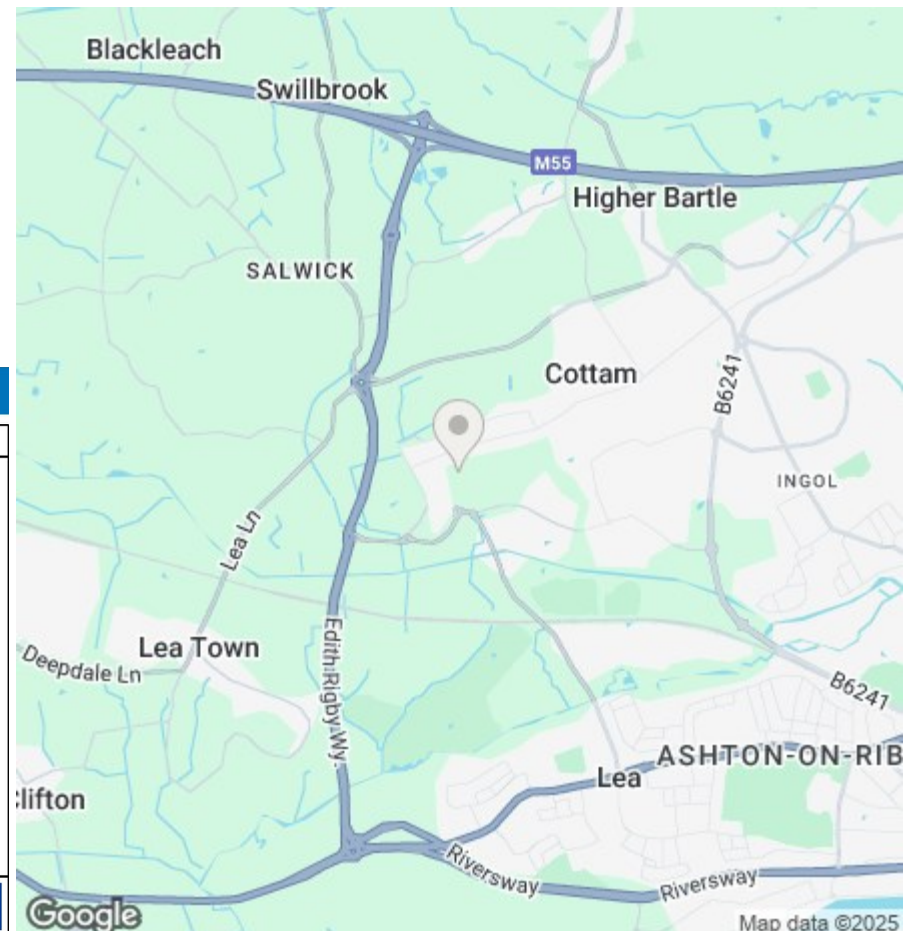 Blackleach
Swillbrook
M55
Higher Bartle
SALWICK
B6241
Cottam
INGOL
Lea Ln
Lea Town
Deepdale Ln
Edith Rigby Wy.
B6241
ASHTON-ON-RIB
Lea
lifton
Riversway
Riversway
Google
Map data ©2025